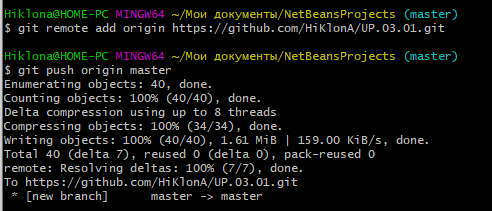 Hiklona@HOME-PC MINGW64 ~/Мои документы/NetBeansProjects (master)
$ git remote add origin https://github.com/HiKlonA/UP.03.01.git
Hiklona@HOME-PC MINGW64 ~/Мои документы/NetBeansProjects (master)
$ git push origin master
Enumerating objects: 40, done.
Counting objects: 100% (40/40), done.
Delta compression using up to 8 threads
Compressing objects: 100% (34/34), done.
Writing objects: 100% (40/40), 1.61 MiB | 159.00 KiB/s, done.
Total 40 (delta 7), reused 0 (delta 0), pack-reused 0
remote: Resolving deltas: 100% (7/7), done.
To https://github.com/HiKlonA/UP.03.01.git
 * [new branch]      master -> master